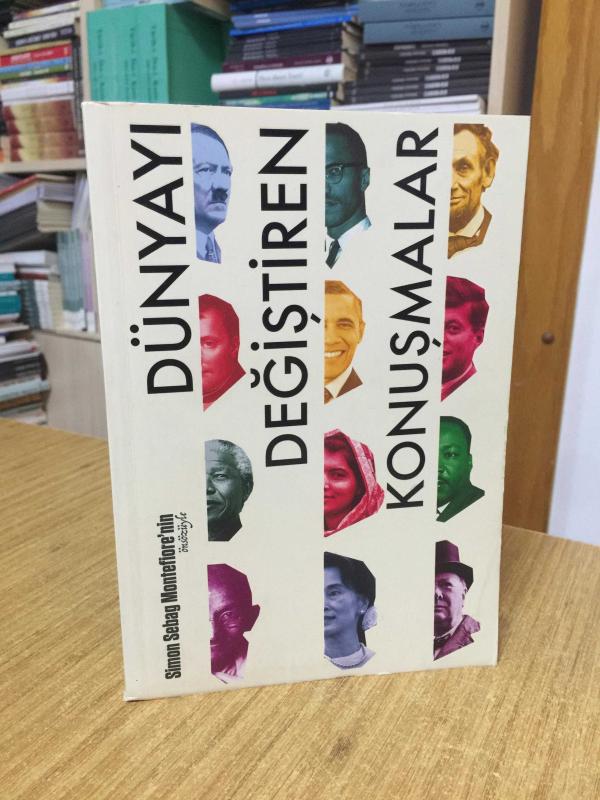 DÜNYAYI
DEĞİŞTİREN
KONUŞMALAR
Simon Sebag Montefiore'nin
önsözüyle